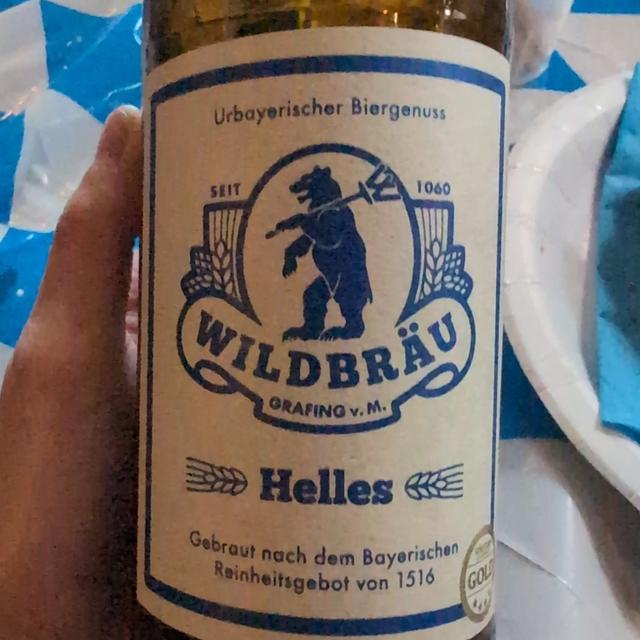 Urbayerischer Biergenuss
SEIT 1060
W
WILDBRÄU
GRAFING v. M.
Helles
Gebraut nach dem Bayerischen
Reinheitsgebot von 1516
GOLD